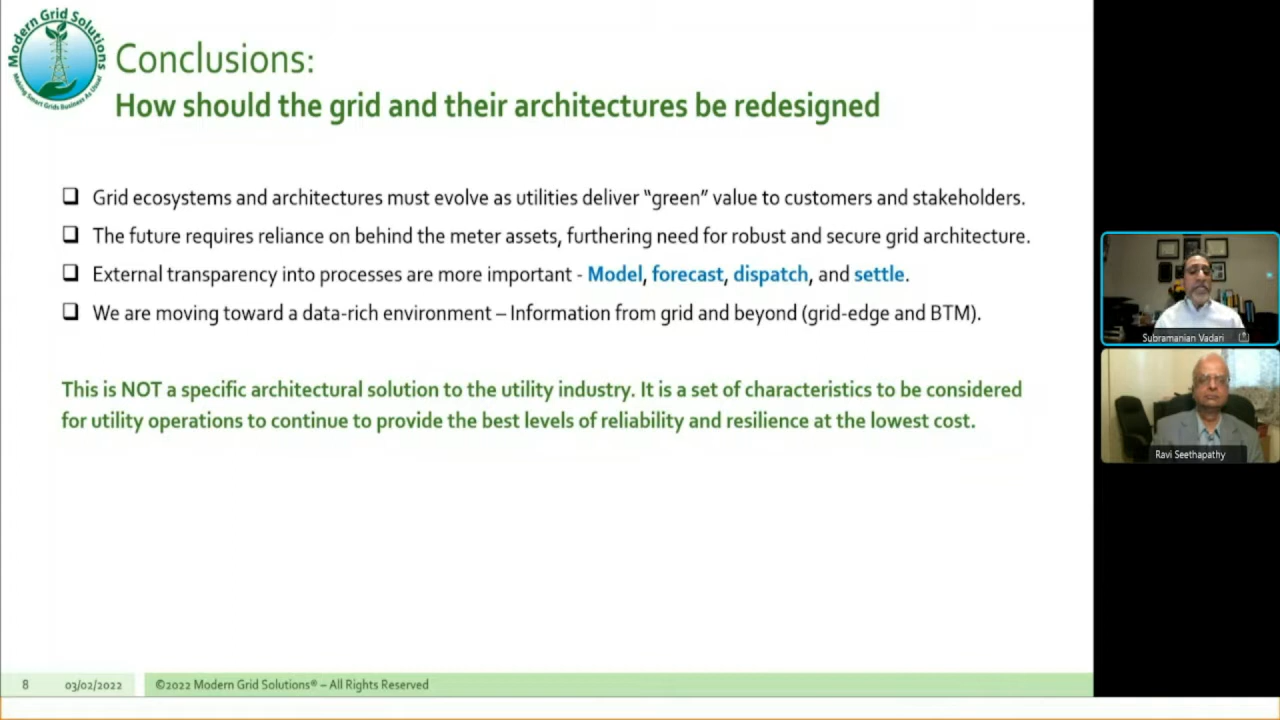 Modern Grid Solutions
Making Smart Grids Business As Usual
Conclusions:
How should the grid and their architectures be redesigned
❑ Grid ecosystems and architectures must evolve as utilities deliver “green” value to customers and stakeholders.
❑ The future requires reliance on behind the meter assets, furthering need for robust and secure grid architecture.
❑ External transparency into processes are more important - Model, forecast, dispatch, and settle.
❑ We are moving toward a data-rich environment – Information from grid and beyond (grid-edge and BTM).
This is NOT a specific architectural solution to the utility industry. It is a set of characteristics to be considered
for utility operations to continue to provide the best levels of reliability and resilience at the lowest cost.
Subramanian Vadari
Ravi Seethapathy
8 03/02/2022 ©2022 Modern Grid Solutions® – All Rights Reserved